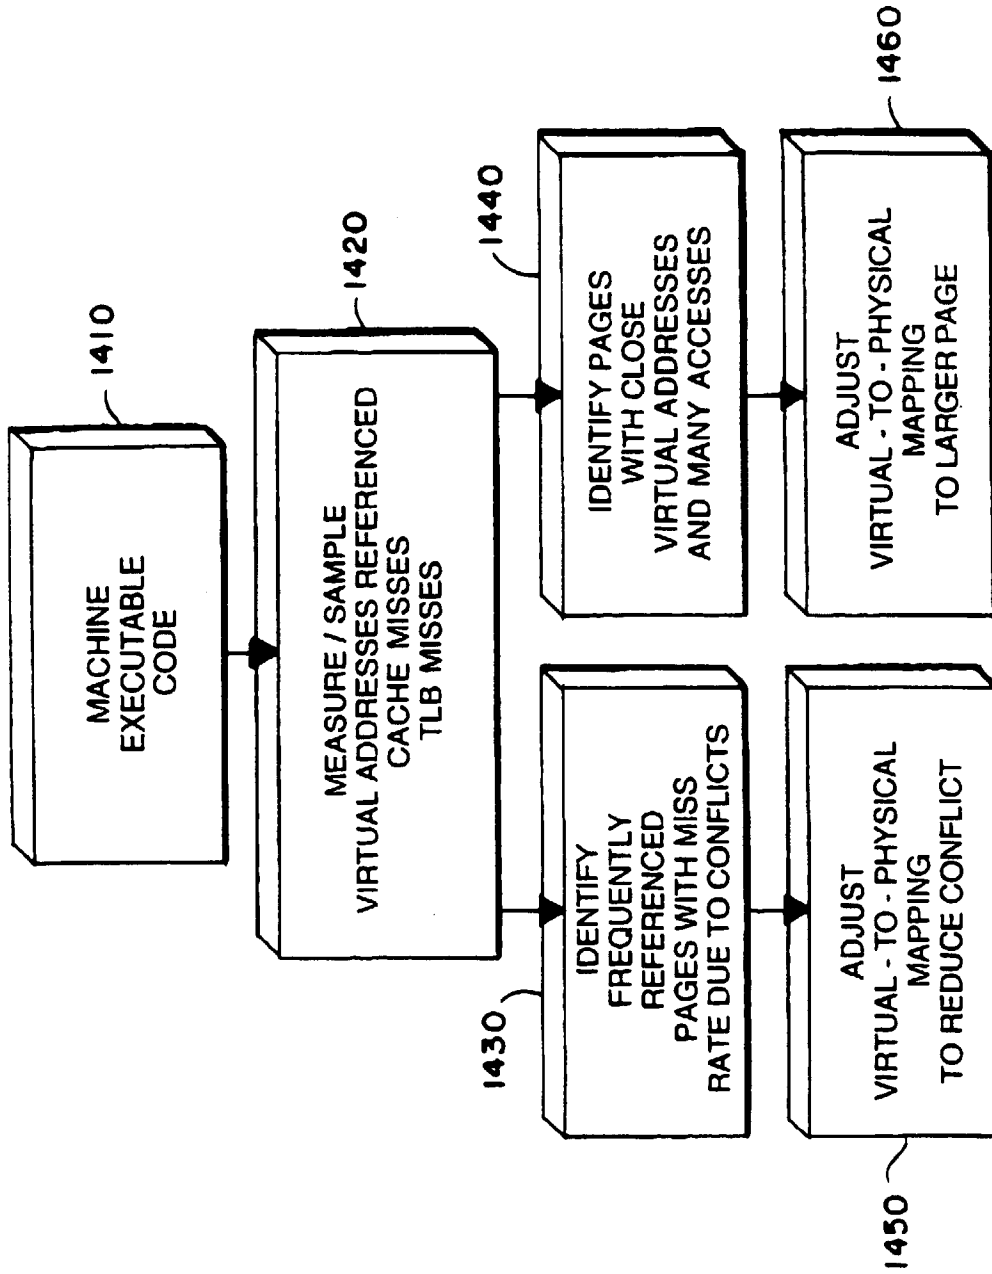 1410
MACHINE
EXECUTABLE
CODE
1420
MEASURE / SAMPLE
VIRTUAL ADDRESSES REFERENCED
CACHE MISSES
TLB MISSES
1430
IDENTIFY
FREQUENTLY
REFERENCED
PAGES WITH MISS
RATE DUE TO CONFLICTS
1440
IDENTIFY PAGES
WITH CLOSE
VIRTUAL ADDRESSES
AND MANY ACCESSES
1450
ADJUST
VIRTUAL - TO - PHYSICAL
MAPPING
TO REDUCE CONFLICT
1460
ADJUST
VIRTUAL - TO - PHYSICAL
MAPPING
TO LARGER PAGE